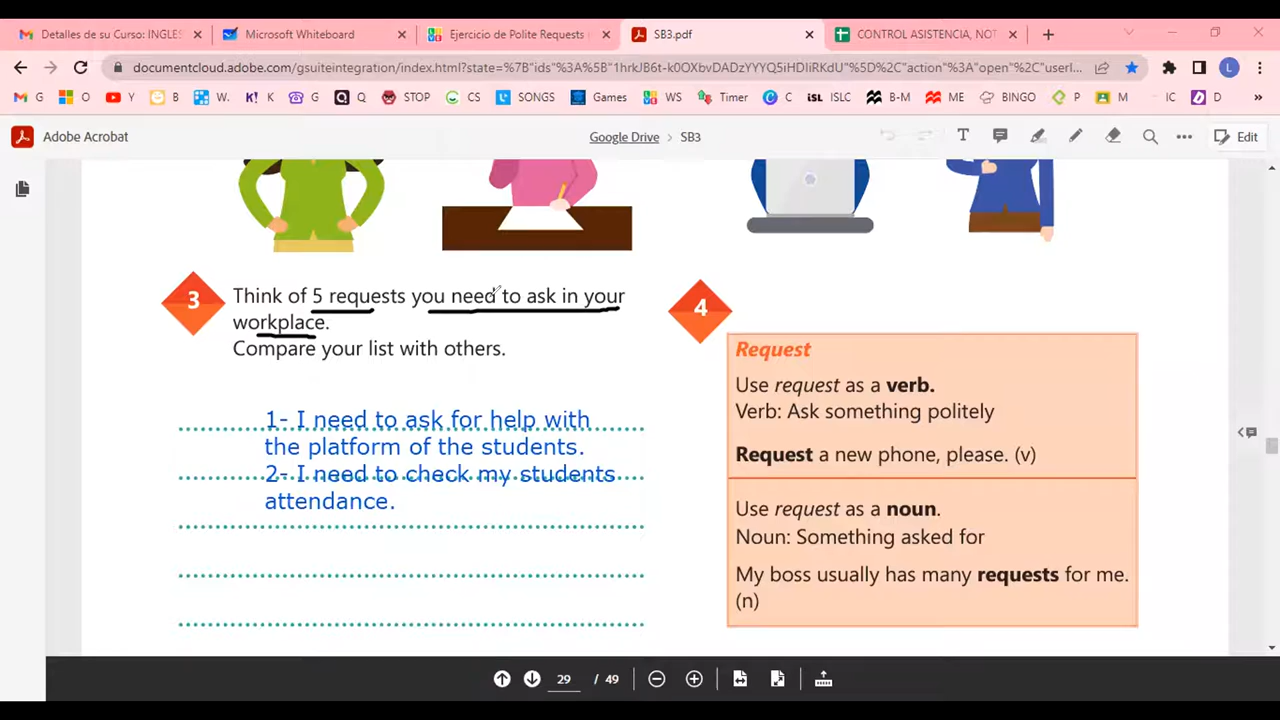 Detalles de su Curso: INGLES
Microsoft Whiteboard
Ejercicio de Polite Requests
SB3.pdf
CONTROL ASISTENCIA, NOT
documentcloud.adobe.com/gsuiteintegration/index.html?state=%7B"ids"%3A%5B"1hrkJB6t-k0OXbvDADzYYYQ5iHDIiRKdU"%5D%2C"action"%3A"open"%2C"userI...
L
G O Y B W. K! K G Q STOP CS SONGS Games WS Timer C ISLC B-M ME BINGO P M IC D »
Adobe Acrobat
Google Drive > SB3
Edit
3
Think of 5 requests you need to ask in your
workplace.
Compare your list with others.
1- I need to ask for help with
the platform of the students.
2- I need to check my students
attendance.
4
Request
Use request as a verb.
Verb: Ask something politely
Request a new phone, please. (v)
Use request as a noun.
Noun: Something asked for
My boss usually has many requests for me.
(n)
29 / 49